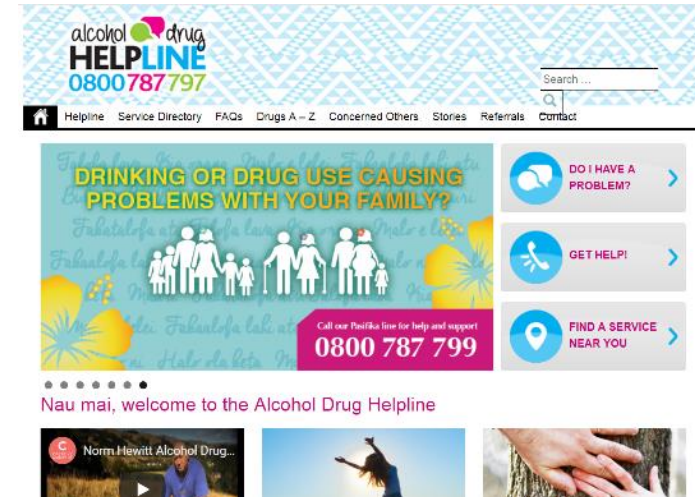 alcohol drug
HELPLINE
0800 787 797
Search ...
Helpline Service Directory FAQs Drugs A – Z Concerned Others Stories Referrals Contact
DRINKING OR DRUG USE CAUSING
PROBLEMS WITH YOUR FAMILY?
Call our Pasifika line for help and support
0800 787 799
DO I HAVE A
PROBLEM?
GET HELP!
FIND A SERVICE
NEAR YOU
Nau mai, welcome to the Alcohol Drug Helpline
Norm Hewitt Alcohol Drug...